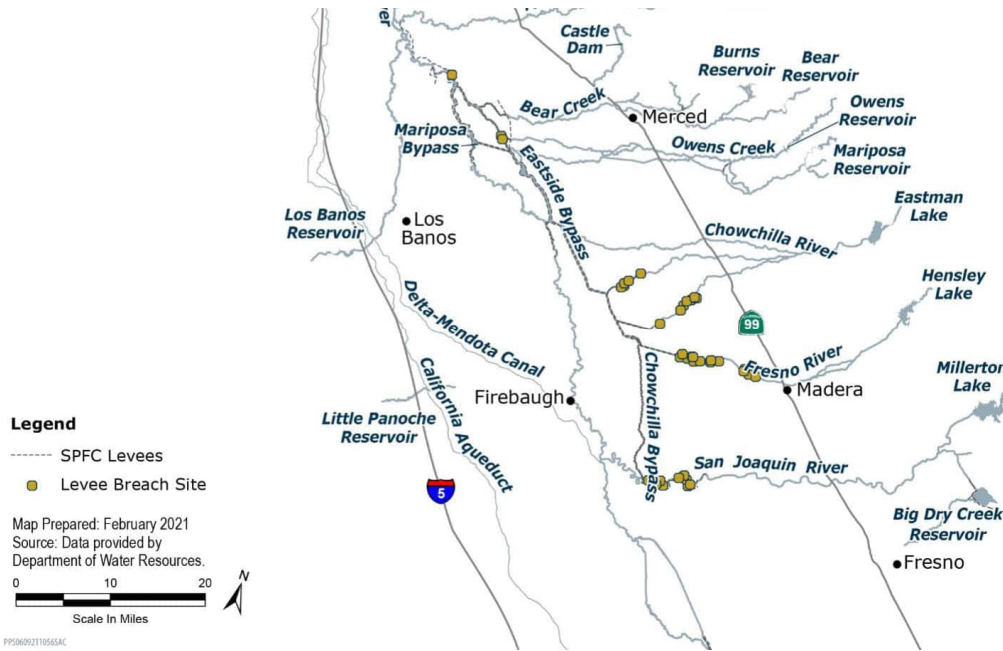 ver
Castle
Dam
Burns
Reservoir
Bear
Reservoir
Owens
Reservoir
Bear Creek
Merced
Mariposa
Bypass
Owens Creek
Mariposa
Reservoir
Eastside Bypass
Eastman
Lake
Los Banos
Reservoir
Los
Banos
Chowchilla River
Hensley
Lake
Delta-Mendota Canal
99
Fresno River
Millerton
Lake
Madera
Chowchilla Bypass
Firebaugh
California Aqueduct
Little Panoche
Reservoir
Legend
SPFC Levees
Levee Breach Site
San Joaquin River
5
Big Dry Creek
Reservoir
Map Prepared: February 2021
Source: Data provided by
Department of Water Resources.
Fresno
N
0 10 20
Scale In Miles
PPS06092110565AC